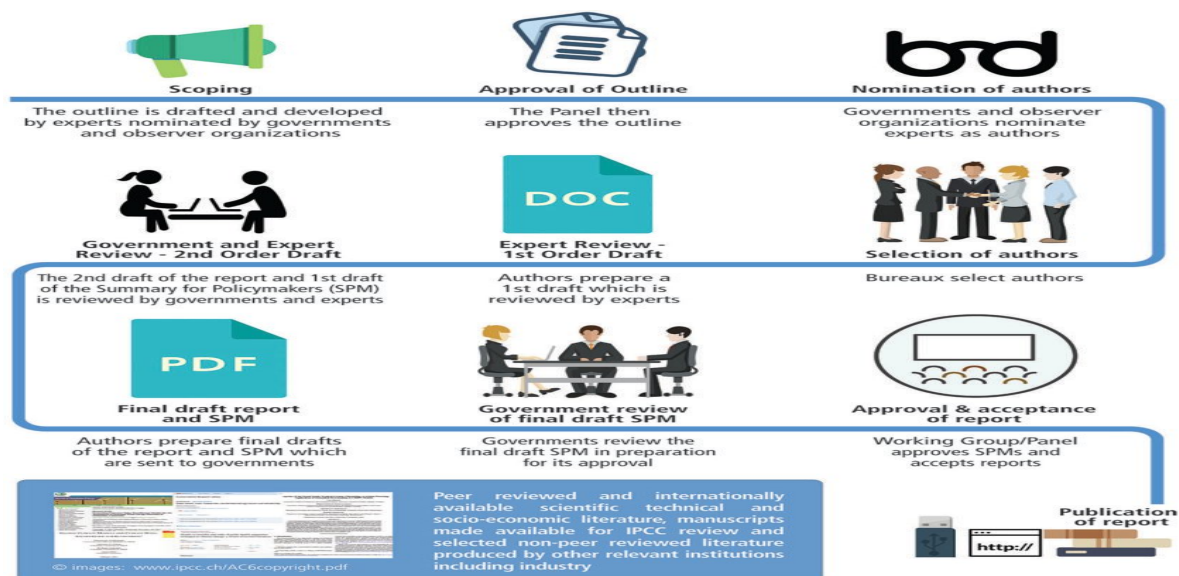 Scoping
The outline is drafted and developed
by experts nominated by governments
and observer organizations
Approval of Outline
The Panel then
approves the outline
Nomination of authors
Governments and observer
organizations nominate
experts as authors
DOC
Selection of authors
Bureaux select authors
Expert Review -
1st Order Draft
Authors prepare a
1st draft which is
reviewed by experts
Government and Expert
Review - 2nd Order Draft
The 2nd draft of the report and 1st draft
of the Summary for Policymakers (SPM)
is reviewed by governments and experts
PDF
Final draft report
and SPM
Authors prepare final drafts
of the report and SPM which
are sent to governments
Government review
of final draft SPM
Governments review the
final draft SPM in preparation
for its approval
Approval & acceptance
of report
Working Group/Panel
approves SPMs and
accepts reports
Publication
of report
http://
Peer reviewed and internationally
available scientific technical and
socio-economic literature, manuscripts
made available for IPCC review and
selected non-peer reviewed literature
produced by other relevant institutions
including industry
© images: www.ipcc.ch/AC6copyright.pdf